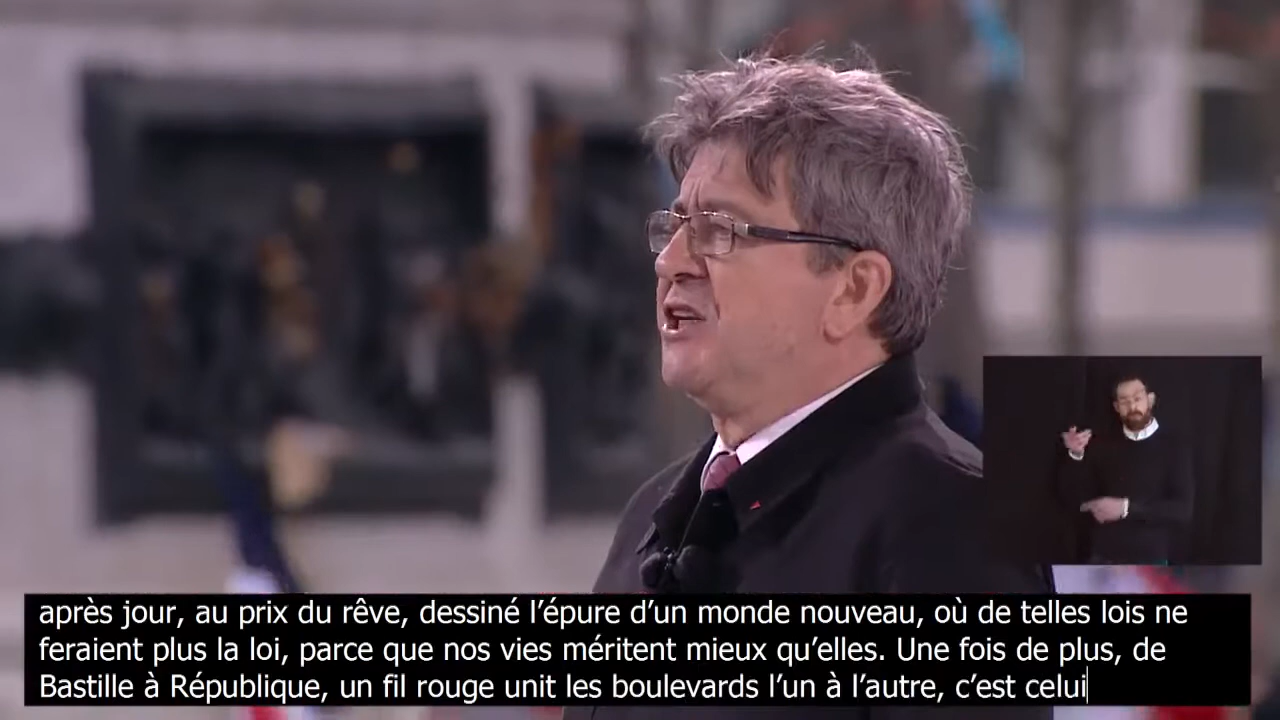 après jour, au prix du rêve, dessiné l’épure d’un monde nouveau, où de telles lois ne
feraient plus la loi, parce que nos vies méritent mieux qu’elles. Une fois de plus, de
Bastille à République, un fil rouge unit les boulevards l’un à l’autre, c’est celui